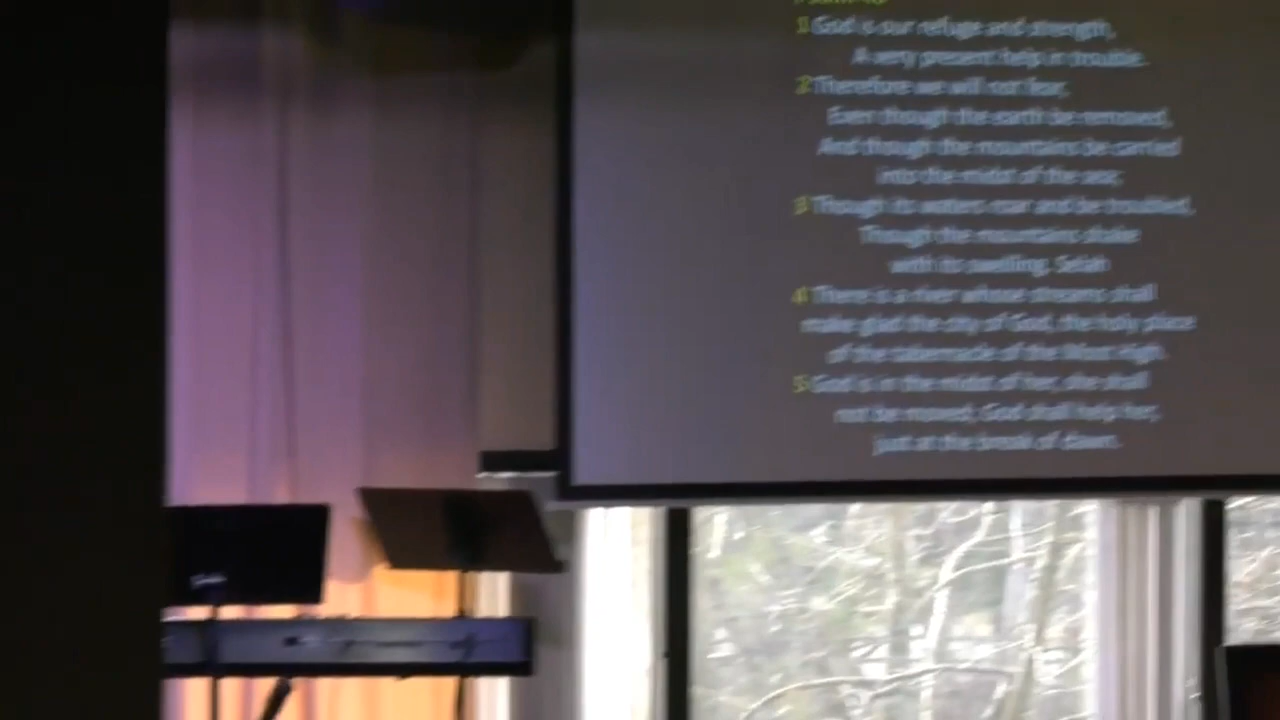 1 God is our refuge and strength,
A very present help in trouble.
2 Therefore we will not fear,
Even though the earth be removed,
And though the mountains be carried
into the midst of the sea;
3 Though its waters roar and be troubled,
Though the mountains shake
with its swelling. Selah
4 There is a river whose streams shall
make glad the city of God, the holy place
of the tabernacle of the Most High.
5 God is in the midst of her, she shall
not be moved; God shall help her,
just at the break of dawn.